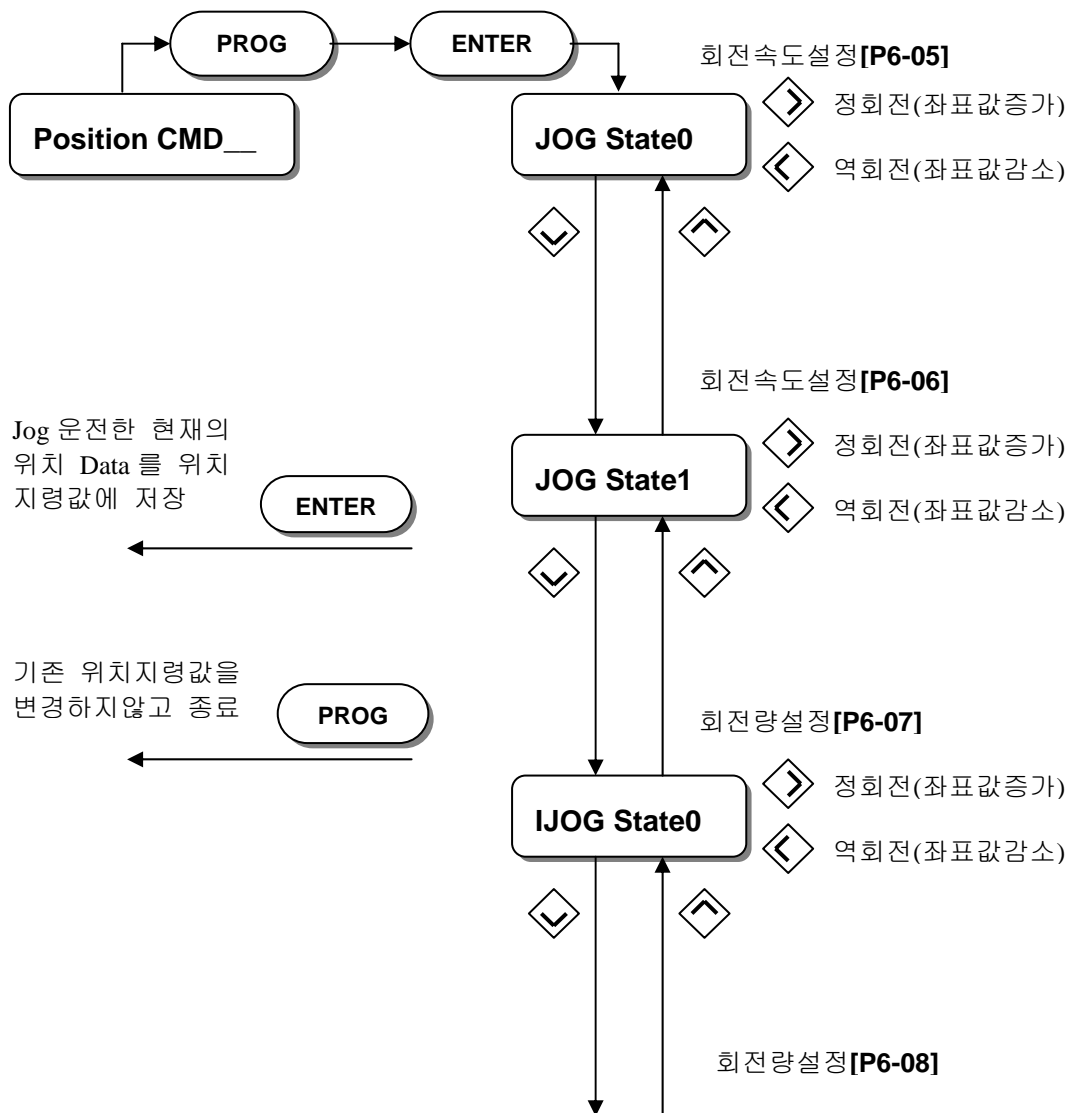 PROG
ENTER
Position CMD__
JOG State0
회전속도설정[P6-05]
정회전(좌표값증가)
역회전(좌표값감소)
회전속도설정[P6-06]
JOG State1
정회전(좌표값증가)
역회전(좌표값감소)
Jog 운전한 현재의
위치 Data 를 위치
지령값에 저장
ENTER
기존 위치지령값을
변경하지않고 종료
PROG
회전량설정[P6-07]
IJOG State0
정회전(좌표값증가)
역회전(좌표값감소)
회전량설정[P6-08]